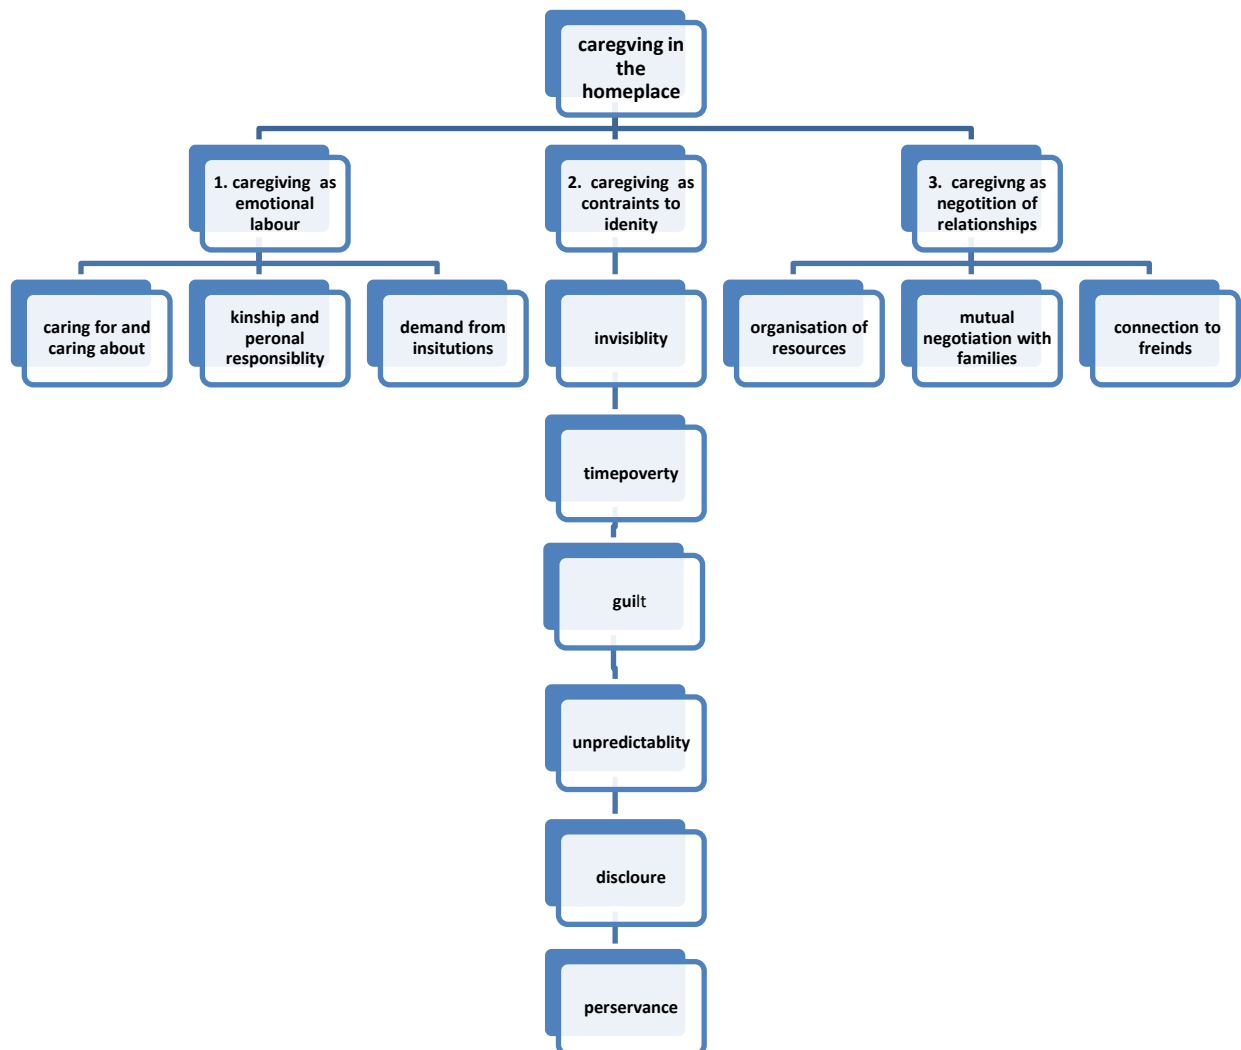 caregving in
the
homeplace
1. caregiving as
emotional
labour
2. caregiving as
contraints to
idenity
3. caregivng as
negotition of
relationships
caring for and
caring about
kinship and
peronal
responsiblity
demand from
insitutions
invisiblity
organisation of
resources
mutual
negotiation with
families
connection to
freinds
timepoverty
guilt
unpredictablity
discloure
perservance